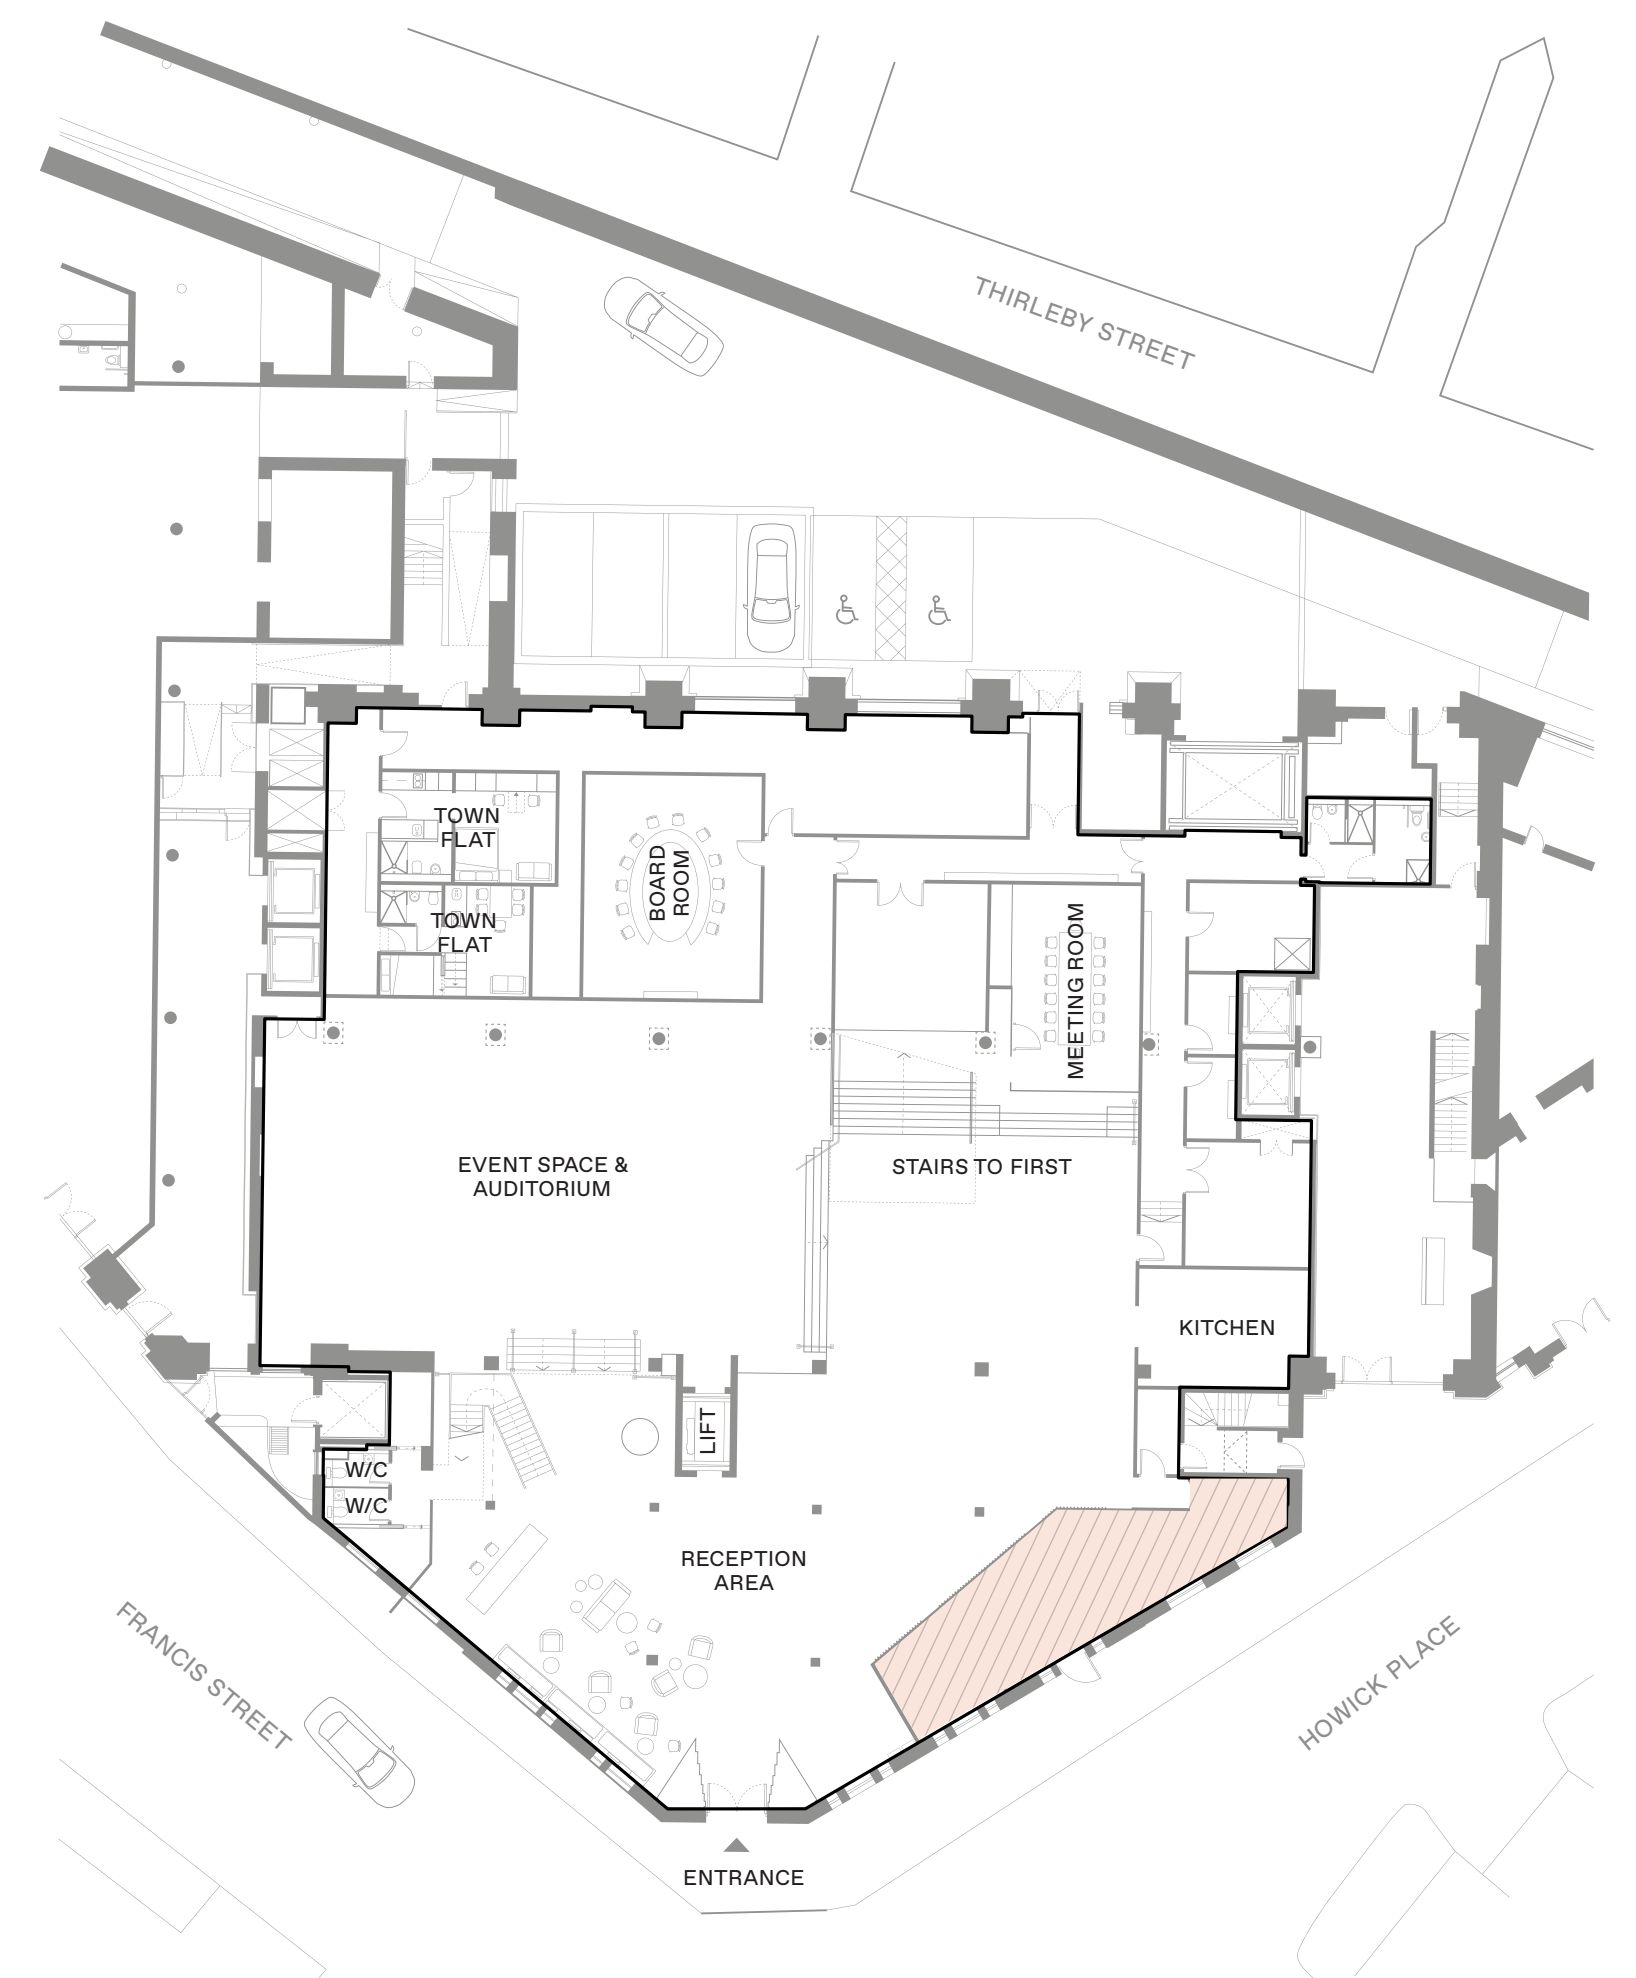 THIRLEBY STREET
TOWN
FLAT
BOARD
ROOM
TOWN
FLAT
MEETING ROOM
EVENT SPACE &
AUDITORIUM
STAIRS TO FIRST
KITCHEN
LIFT
W/C
W/C
RECEPTION
AREA
FRANCIS STREET
HOWICK PLACE
ENTRANCE